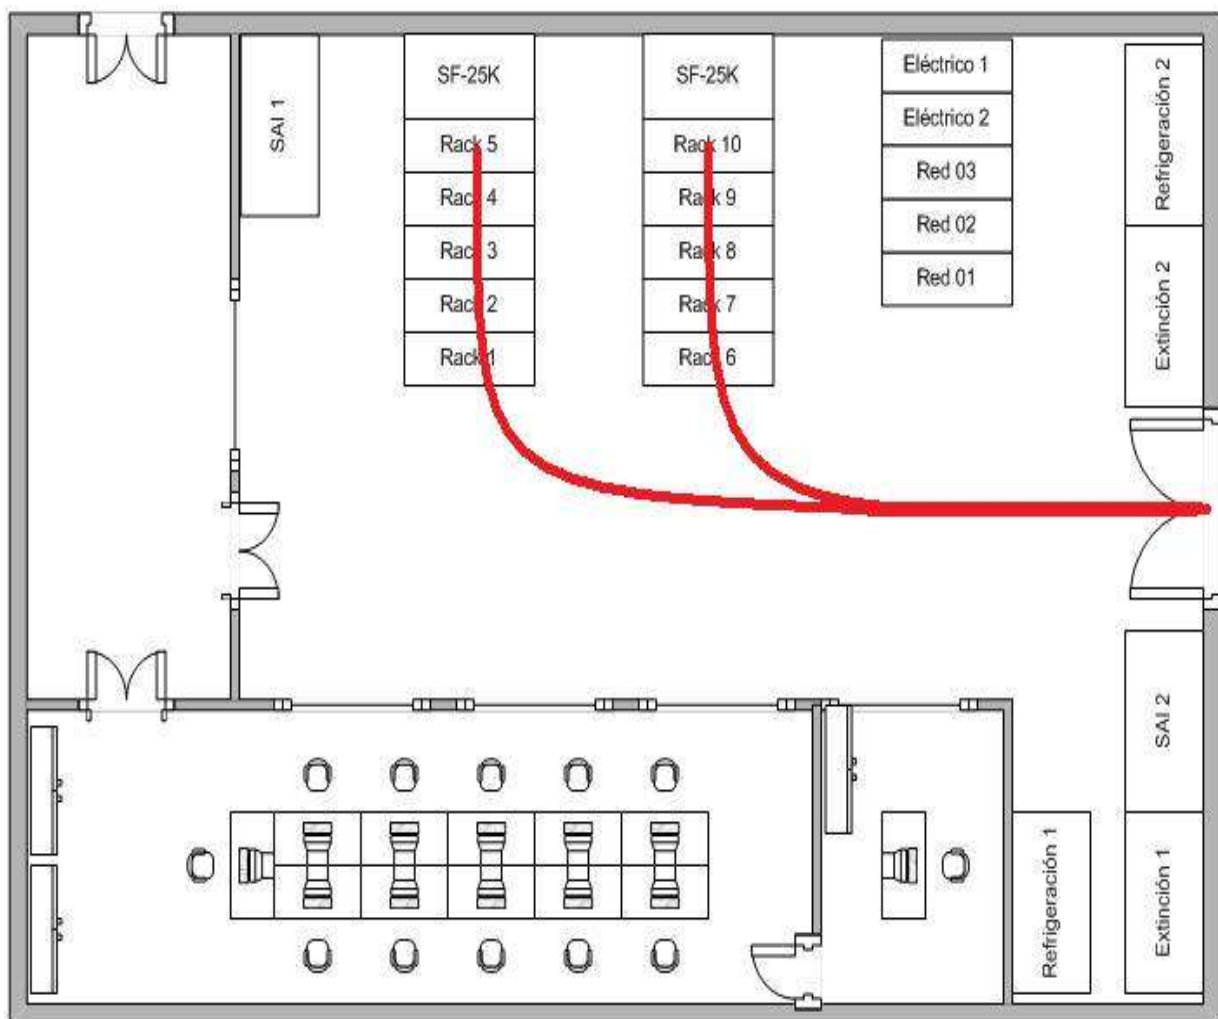 SAI 1
SF-25K
Rack 5
Rack 4
Rack 3
Rack 2
Rack 1
SF-25K
Rack 10
Rack 9
Rack 8
Rack 7
Rack 6
Eléctrico 1
Eléctrico 2
Red 03
Red 02
Red 01
Refrigeración 2
Extinción 2
SAI 2
Extinción 1
Refrigeración 1